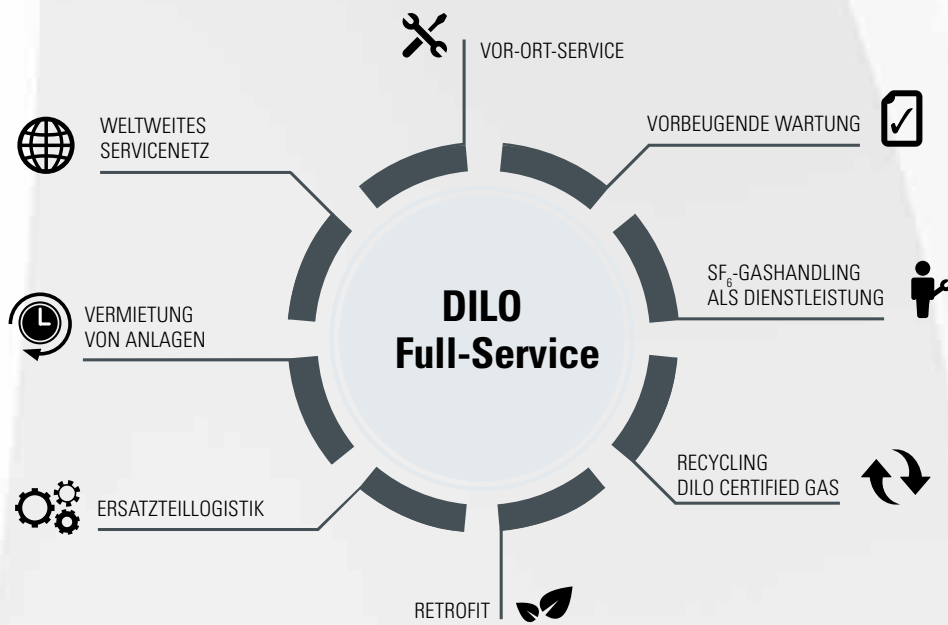 VOR-ORT-SERVICE
VORBEUGENDE WARTUNG
SF₆-GASHANDLING
ALS DIENSTLEISTUNG
RECYCLING
DILO CERTIFIED GAS
RETROFIT
ERSATZTEILLOGISTIK
VERMIETUNG
VON ANLAGEN
WELTWEITES
SERVICENETZ
DILO
Full-Service